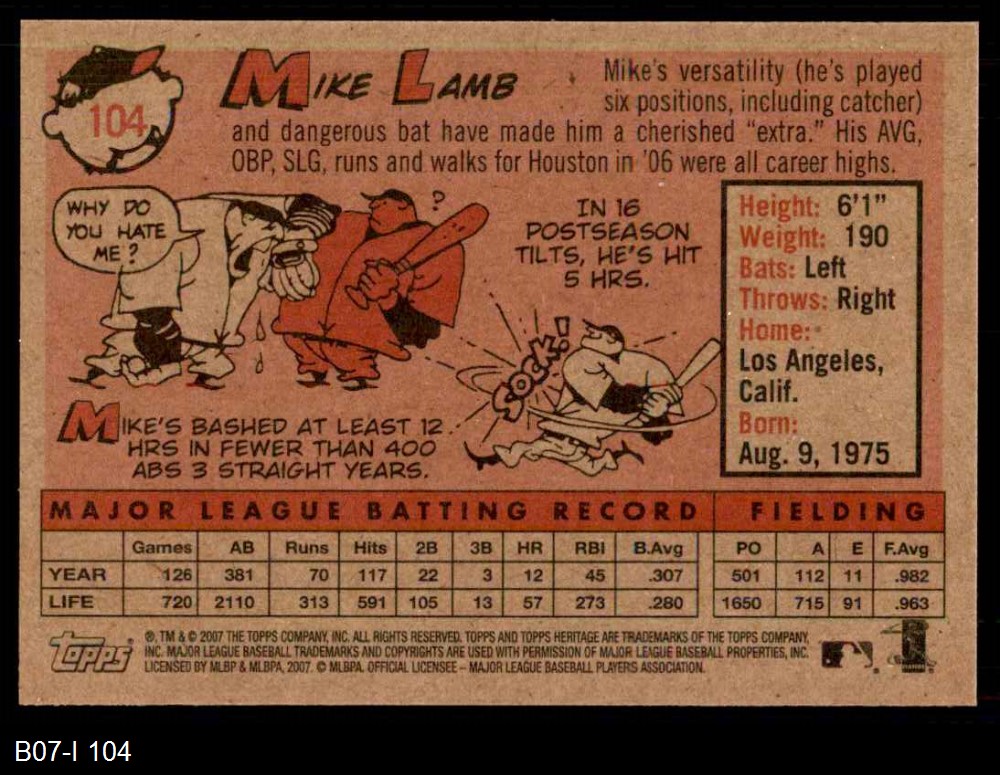 104
MIKE LAMB
Mike's versatility (he's played
six positions, including catcher)
and dangerous bat have made him a cherished "extra." His AVG,
OBP, SLG, runs and walks for Houston in '06 were all career highs.
WHY DO
YOU HATE
ME?
?
IN 16
POSTSEASON
TILTS, HE'S HIT
5 HRS.
SOCK!
MIKE'S BASHED AT LEAST 12
HRS IN FEWER THAN 400
ABS 3 STRAIGHT YEARS.
Height: 6'1"
Weight: 190
Bats: Left
Throws: Right
Home:
Los Angeles,
Calif.
Born:
Aug. 9, 1975
MAJOR LEAGUE BATTING RECORD FIELDING
Games AB Runs Hits 2B 3B HR RBI B.Avg PO A E F.Avg
YEAR 126 381 70 117 22 3 12 45 .307 501 112 11 .982
LIFE 720 2110 313 591 105 13 57 273 .280 1650 715 91 .963
Topps
®, TM & © 2007 THE TOPPS COMPANY, INC. ALL RIGHTS RESERVED. TOPPS AND TOPPS HERITAGE ARE TRADEMARKS OF THE TOPPS COMPANY,
INC. MAJOR LEAGUE BASEBALL TRADEMARKS AND COPYRIGHTS ARE USED WITH PERMISSION OF MAJOR LEAGUE BASEBALL PROPERTIES, INC.
LICENSED BY MLBP & MLBPA, 2007. © MLBPA. OFFICIAL LICENSEE – MAJOR LEAGUE BASEBALL PLAYERS ASSOCIATION.
B07-I 104